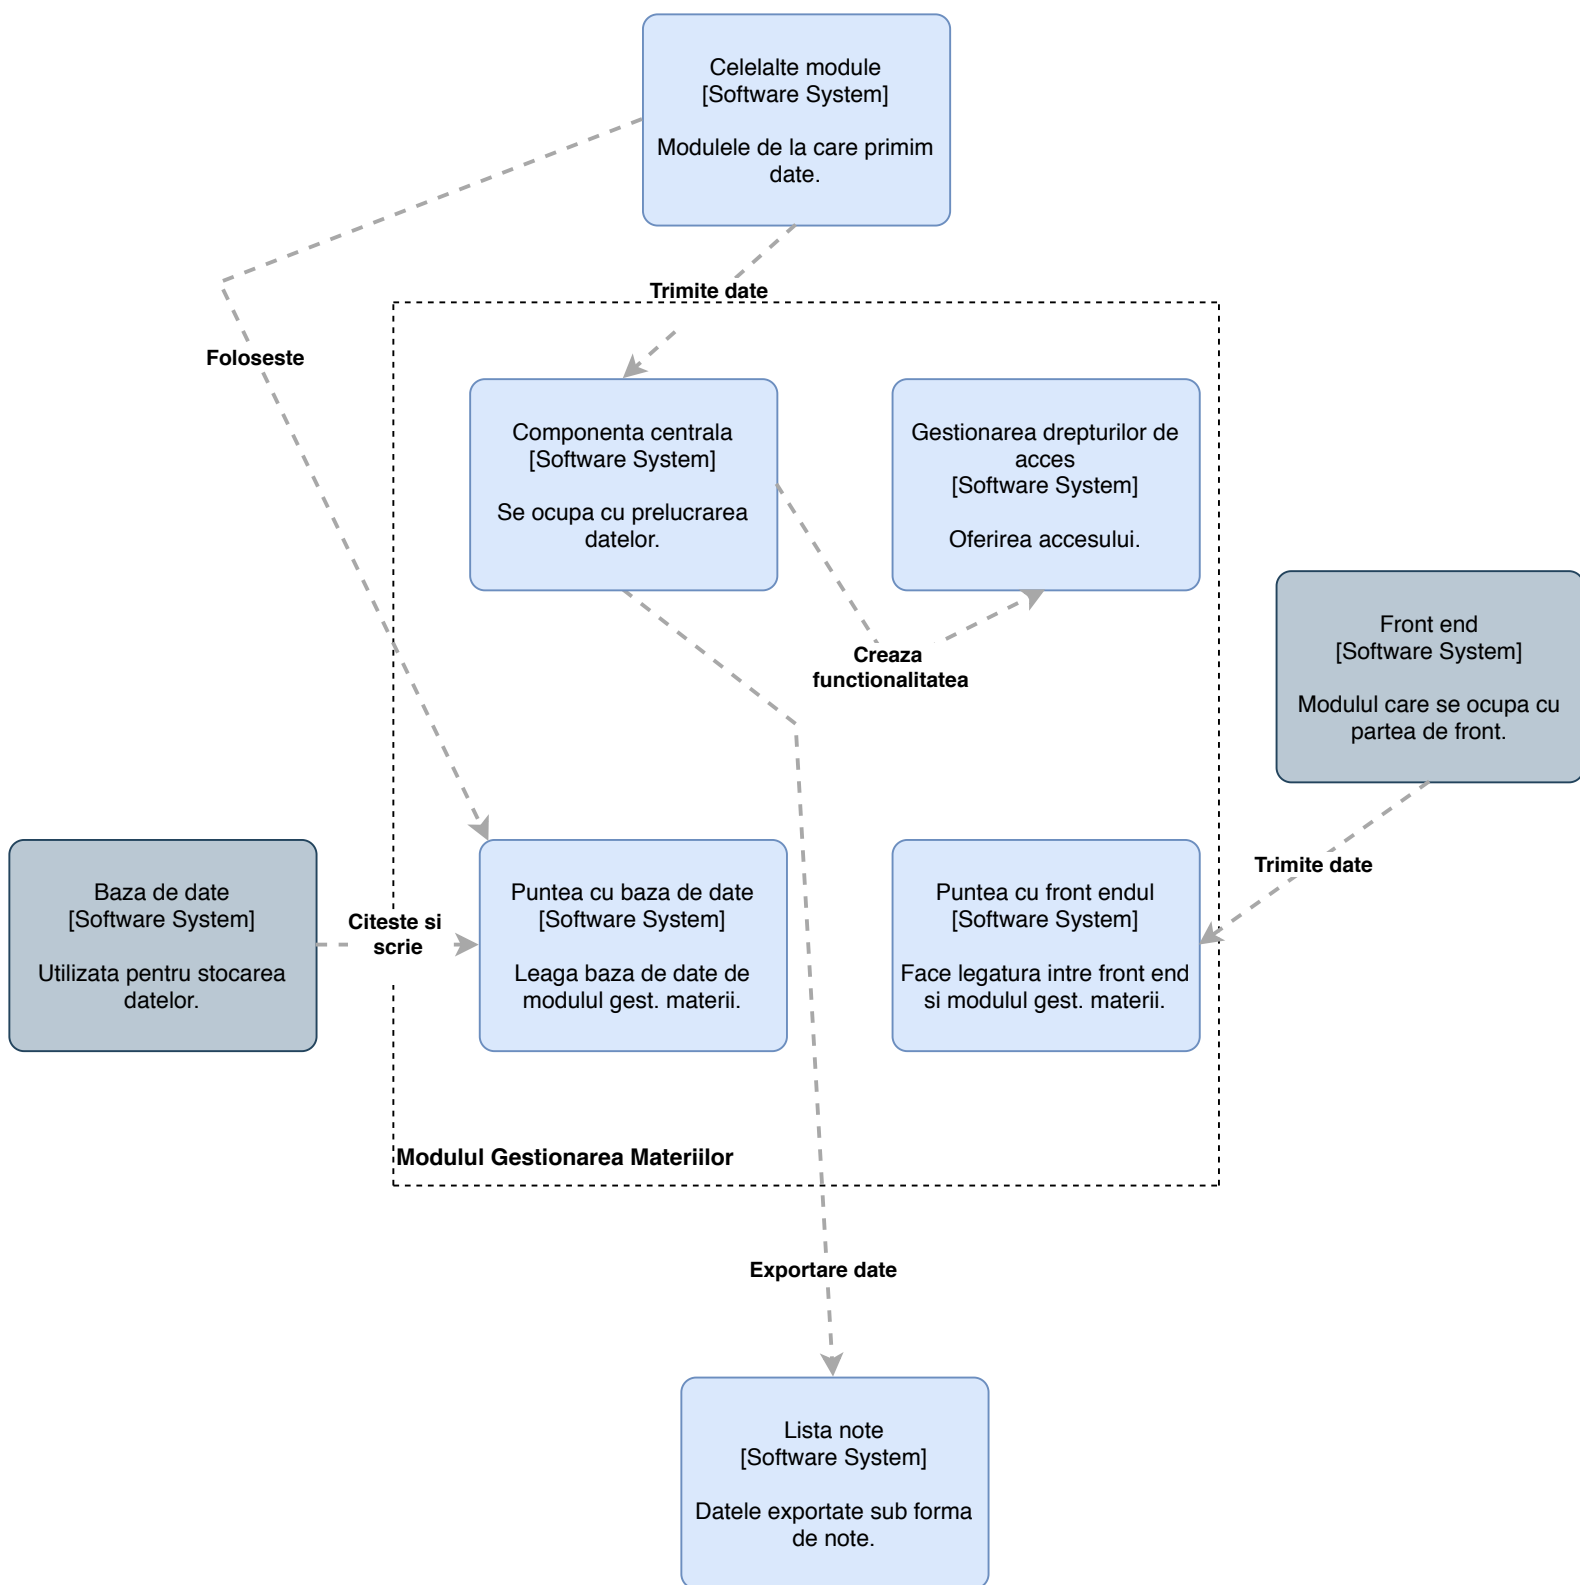 Celelalte module
[Software System]
Modulele de la care primim
date.
Trimite date
Foloseste
Componenta centrala
[Software System]
Se ocupa cu prelucrarea
datelor.
Gestionarea drepturilor de
acces
[Software System]
Oferirea accesului.
Creaza
functionalitatea
Front end
[Software System]
Modulul care se ocupa cu
partea de front.
Trimite date
Baza de date
[Software System]
Utilizata pentru stocarea
datelor.
Citeste si
scrie
Puntea cu baza de date
[Software System]
Leaga baza de date de
modulul gest. materii.
Puntea cu front endul
[Software System]
Face legatura intre front end
si modulul gest. materii.
Modulul Gestionarea Materiilor
Exportare date
Lista note
[Software System]
Datele exportate sub forma
de note.